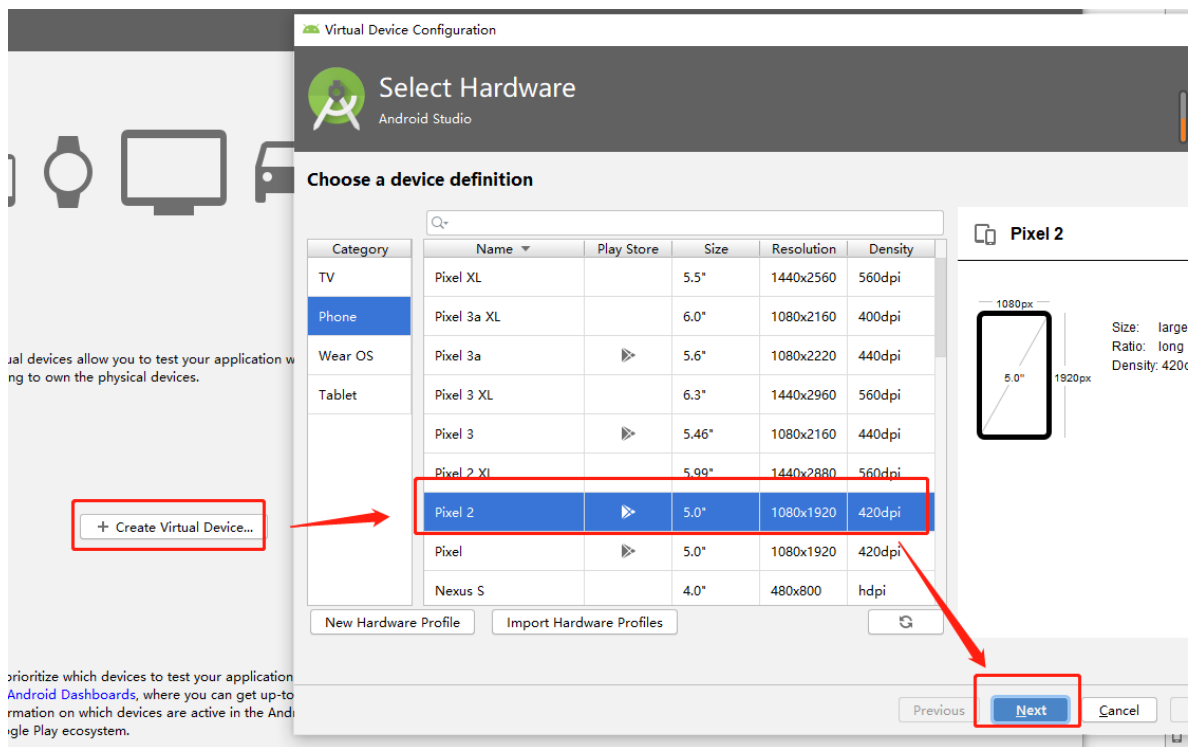 Virtual Device Configuration
Select Hardware
Android Studio
Choose a device definition
Category
TV
Phone
Wear OS
Tablet
Name Play Store Size Resolution Density
Pixel XL 5.5" 1440x2560 560dpi
Pixel 3a XL 6.0" 1080x2160 400dpi
Pixel 3a 5.6" 1080x2220 440dpi
Pixel 3 XL 6.3" 1440x2960 560dpi
Pixel 3 5.46" 1080x2160 440dpi
Pixel 2 XL 5.99" 1440x2880 560dpi
Pixel 2 5.0" 1080x1920 420dpi
Pixel 5.0" 1080x1920 420dpi
Nexus S 4.0" 480x800 hdpi
New Hardware Profile Import Hardware Profiles
Pixel 2
1080px
5.0"
1920px
Size: large
Ratio: long
Density: 420
Previous Next Cancel
devices allow you to test your application
to own the physical devices.
+ Create Virtual Device...
prioritize which devices to test your application
Android Dashboards, where you can get up-to
on which devices are active in the
Play ecosystem.